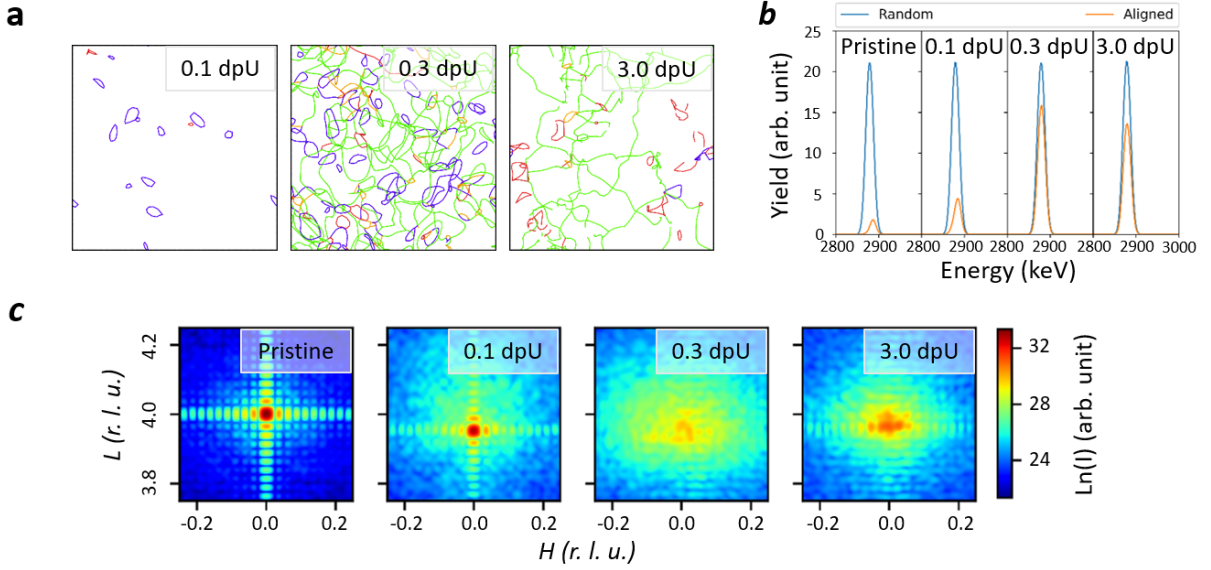 a
0.1 dpU
0.3 dpU
3.0 dpU
b
Random
Aligned
Yield (arb. unit)
25
20
15
10
5
0
Pristine
0.1 dpU
0.3 dpU
3.0 dpU
2800
2900
2800
2900
2800
2900
2800
2900
3000
Energy (keV)
c
L (r. l. u.)
4.2
4.0
3.8
Pristine
0.1 dpU
0.3 dpU
3.0 dpU
-0.2
0.0
0.2
-0.2
0.0
0.2
-0.2
0.0
0.2
-0.2
0.0
0.2
H (r. l. u.)
32
28
24
Ln(I) (arb. unit)